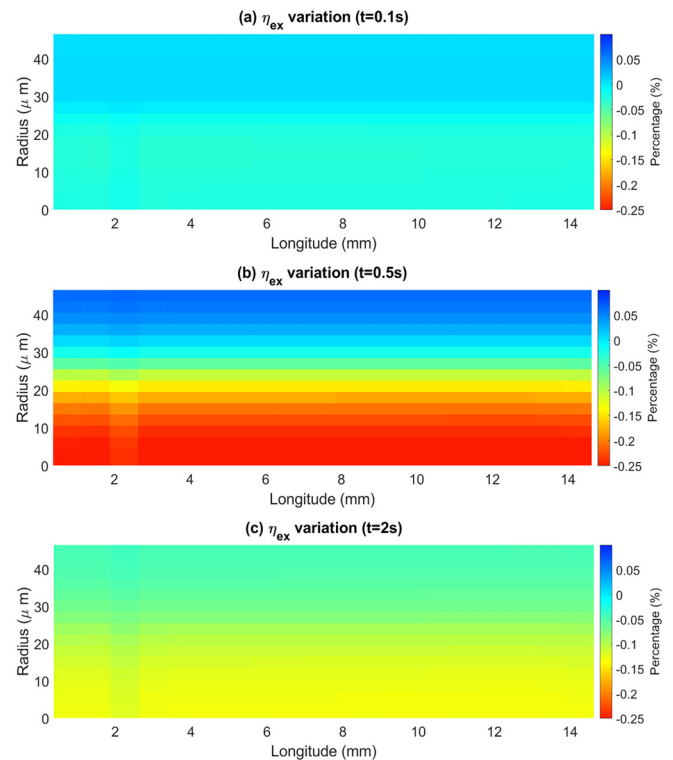 (a) η_ex variation (t=0.1s)
Radius (μ m)
40
30
20
10
0
2 4 6 8 10 12 14
Longitude (mm)
0.05
0
-0.05
-0.1
-0.15
-0.2
-0.25
Percentage (%)
(b) η_ex variation (t=0.5s)
Radius (μ m)
40
30
20
10
0
2 4 6 8 10 12 14
Longitude (mm)
0.05
0
-0.05
-0.1
-0.15
-0.2
-0.25
Percentage (%)
(c) η_ex variation (t=2s)
Radius (μ m)
40
30
20
10
0
2 4 6 8 10 12 14
Longitude (mm)
0.05
0
-0.05
-0.1
-0.15
-0.2
-0.25
Percentage (%)